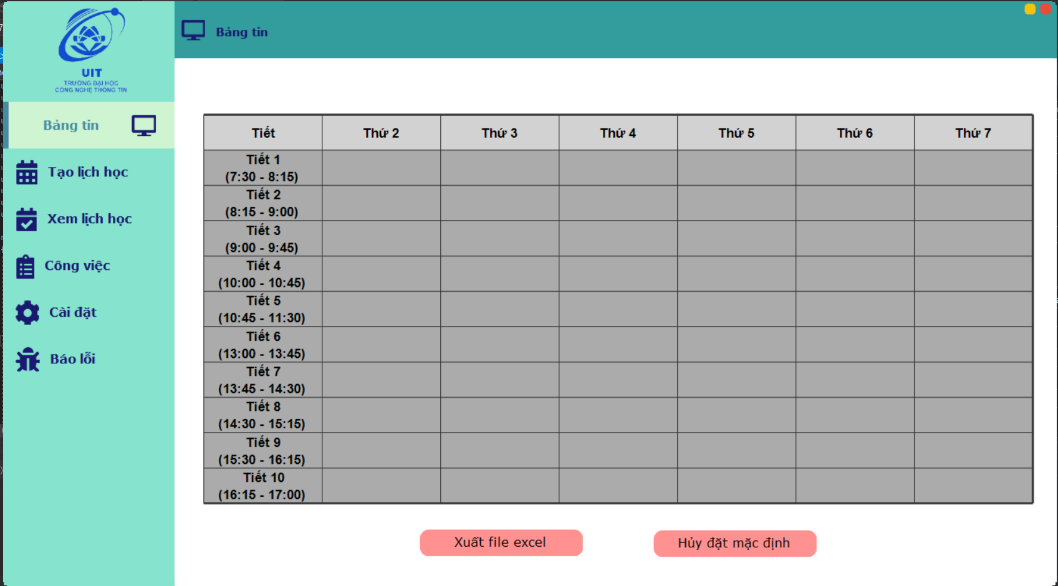 UIT
TRƯỜNG ĐẠI HỌC
CÔNG NGHỆ THÔNG TIN
Bảng tin
Tạo lịch học
Xem lịch học
Công việc
Cài đặt
Báo lỗi
Bảng tin
Tiết Thứ 2 Thứ 3 Thứ 4 Thứ 5 Thứ 6 Thứ 7
Tiết 1
(7:30 - 8:15)
Tiết 2
(8:15 - 9:00)
Tiết 3
(9:00 - 9:45)
Tiết 4
(10:00 - 10:45)
Tiết 5
(10:45 - 11:30)
Tiết 6
(13:00 - 13:45)
Tiết 7
(13:45 - 14:30)
Tiết 8
(14:30 - 15:15)
Tiết 9
(15:30 - 16:15)
Tiết 10
(16:15 - 17:00)
Xuất file excel
Hủy đặt mặc định